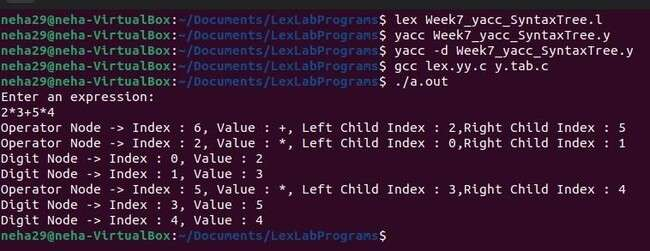 neha29@neha-VirtualBox:~/Documents/LexLabPrograms$ lex Week7_yacc_SyntaxTree.l
neha29@neha-VirtualBox:~/Documents/LexLabPrograms$ yacc Week7_yacc_SyntaxTree.y
neha29@neha-VirtualBox:~/Documents/LexLabPrograms$ yacc -d Week7_yacc_SyntaxTree.y
neha29@neha-VirtualBox:~/Documents/LexLabPrograms$ gcc lex.yy.c y.tab.c
neha29@neha-VirtualBox:~/Documents/LexLabPrograms$ ./a.out
Enter an expression:
2*3+5*4
Operator Node -> Index : 6, Value : +, Left Child Index : 2,Right Child Index : 5
Operator Node -> Index : 2, Value : *, Left Child Index : 0,Right Child Index : 1
Digit Node -> Index : 0, Value : 2
Digit Node -> Index : 1, Value : 3
Operator Node -> Index : 5, Value : *, Left Child Index : 3,Right Child Index : 4
Digit Node -> Index : 3, Value : 5
Digit Node -> Index : 4, Value : 4
neha29@neha-VirtualBox:~/Documents/LexLabPrograms$